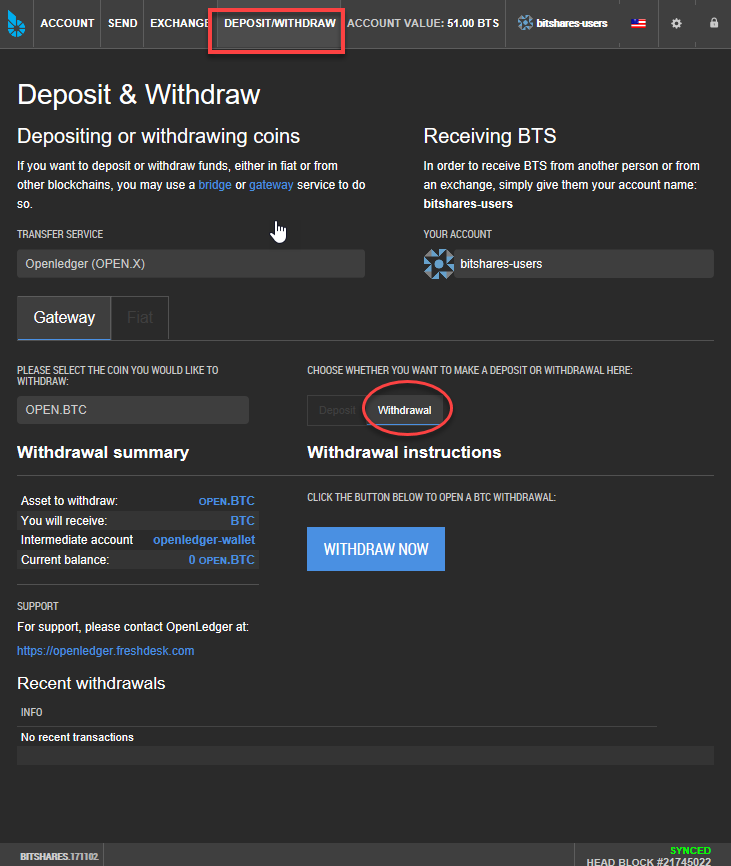 ACCOUNT SEND EXCHANGE DEPOSIT/WITHDRAW ACCOUNT VALUE: 51.00 BTS bitshares-users
Deposit & Withdraw
Depositing or withdrawing coins
If you want to deposit or withdraw funds, either in fiat or from
other blockchains, you may use a bridge or gateway service to do
so.
TRANSFER SERVICE
Openledger (OPEN.X)
Receiving BTS
In order to receive BTS from another person or from
an exchange, simply give them your account name:
bitshares-users
YOUR ACCOUNT
bitshares-users
Gateway Fiat
PLEASE SELECT THE COIN YOU WOULD LIKE TO
WITHDRAW:
OPEN.BTC
CHOOSE WHETHER YOU WANT TO MAKE A DEPOSIT OR WITHDRAWAL HERE:
Deposit Withdrawal
Withdrawal summary
Asset to withdraw: OPEN.BTC
You will receive: BTC
Intermediate account openledger-wallet
Current balance: 0 OPEN.BTC
Withdrawal instructions
CLICK THE BUTTON BELOW TO OPEN A BTC WITHDRAWAL:
WITHDRAW NOW
SUPPORT
For support, please contact OpenLedger at:
https://openledger.freshdesk.com
Recent withdrawals
INFO
No recent transactions
BITSHARES.171102
SYNCED
HEAD BLOCK #21745022